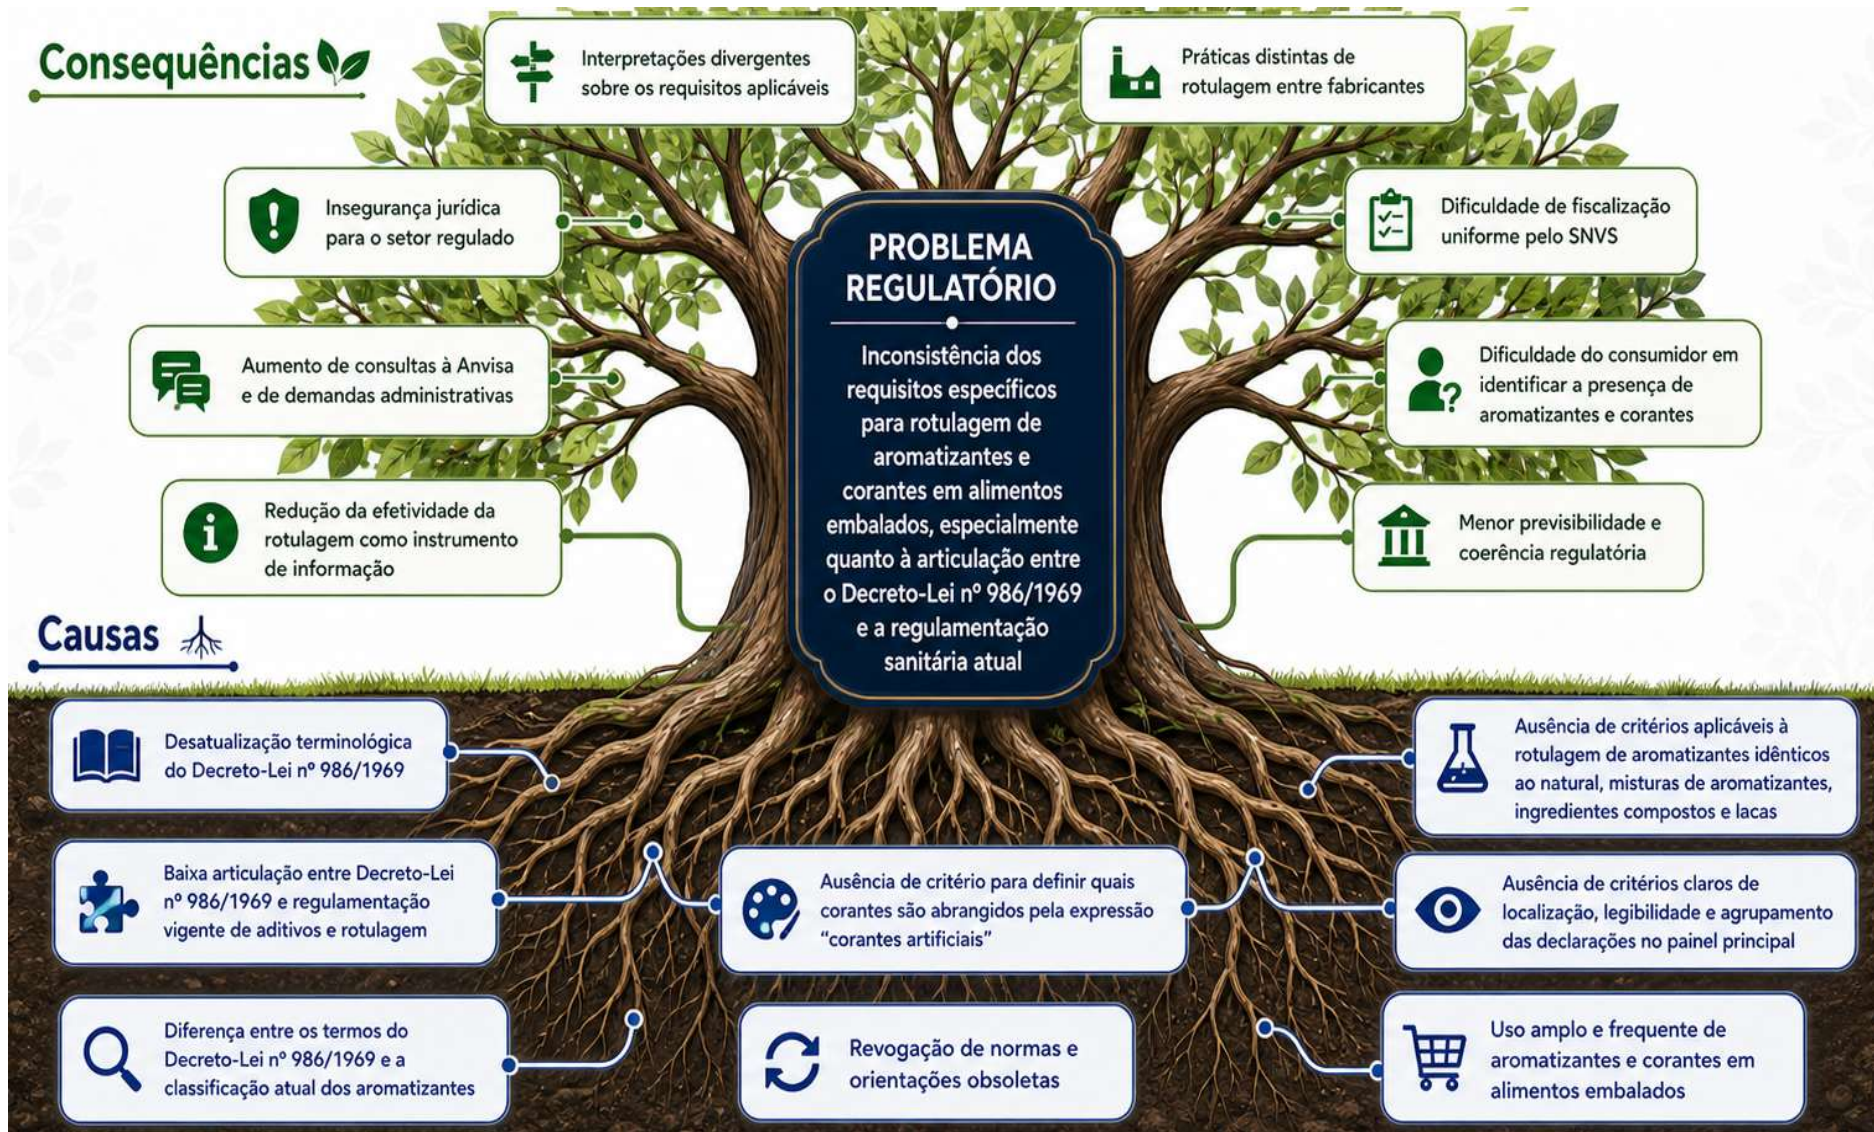 Consequências
Interpretações divergentes
sobre os requisitos aplicáveis
Práticas distintas de
rotulagem entre fabricantes
Insegurança jurídica
para o setor regulado
Dificuldade de fiscalização
uniforme pelo SNVS
Aumento de consultas à Anvisa
e de demandas administrativas
Dificuldade do consumidor em
identificar a presença de
aromatizantes e corantes
Redução da efetividade da
rotulagem como instrumento
de informação
Menor previsibilidade e
coerência regulatória
PROBLEMA
REGULATÓRIO
Inconsistência dos
requisitos específicos
para rotulagem de
aromatizantes e
corantes em alimentos
embalados, especialmente
quanto à articulação entre
o Decreto-Lei nº 986/1969
e a regulamentação
sanitária atual
Causas
Desatualização terminológica
do Decreto-Lei nº 986/1969
Ausência de critérios aplicáveis à
rotulagem de aromatizantes idênticos
ao natural, misturas de aromatizantes,
ingredientes compostos e lacas
Baixa articulação entre Decreto-Lei
nº 986/1969 e regulamentação
vigente de aditivos e rotulagem
Ausência de critério para definir quais
corantes são abrangidos pela expressão
“corantes artificiais”
Ausência de critérios claros de
localização, legibilidade e agrupamento
das declarações no painel principal
Diferença entre os termos do
Decreto-Lei nº 986/1969 e a
classificação atual dos aromatizantes
Revogação de normas e
orientações obsoletas
Uso amplo e frequente de
aromatizantes e corantes em
alimentos embalados